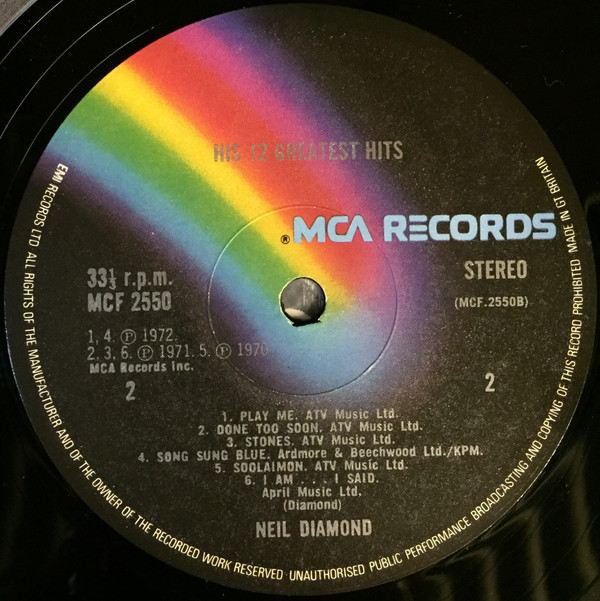 HIS 12 GREATEST HITS
® MCA RECORDS
33⅓ r.p.m.
MCF 2550
STEREO
(MCF.2550B)
1, 4. ℗ 1972.
2, 3, 6. ℗ 1971. 5. ℗ 1970
MCA Records Inc.
2
2
1. PLAY ME. ATV Music Ltd.
2. DONE TOO SOON. ATV Music Ltd.
3. STONES. ATV Music Ltd.
4. SONG SUNG BLUE. Ardmore & Beechwood Ltd./KPM.
5. SOOLAIMON. ATV Music Ltd.
6. I AM . . . I SAID.
April Music Ltd.
(Diamond)
NEIL DIAMOND
EMI RECORDS LTD ALL RIGHTS OF THE MANUFACTURER AND OF THE OWNER OF THE RECORDED WORK RESERVED · UNAUTHORISED PUBLIC PERFORMANCE BROADCASTING AND COPYING OF THIS RECORD PROHIBITED MADE IN GT BRITAIN